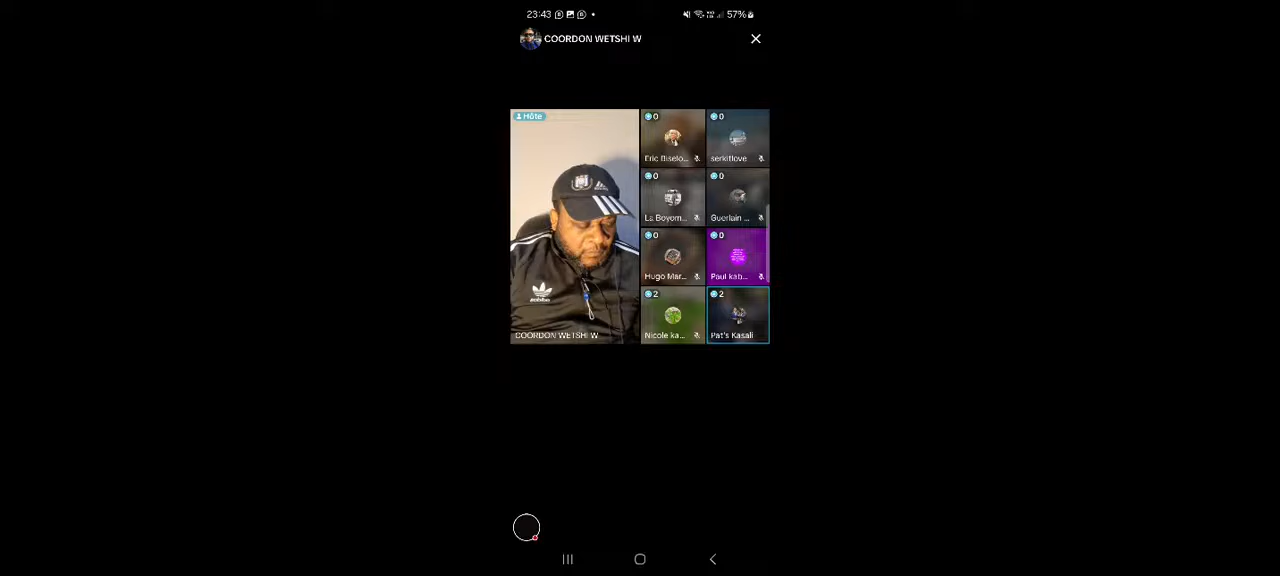 23:43
57%
COORDON WETSHI W
Hôte
0
0
Eric Biselo...
serkitlove
0
0
La Boyom...
Guerlain ...
0
0
Hugo Mar...
Paul kab...
2
2
COORDON WETSHI W
Nicole ka...
Pat's Kasali
adidas